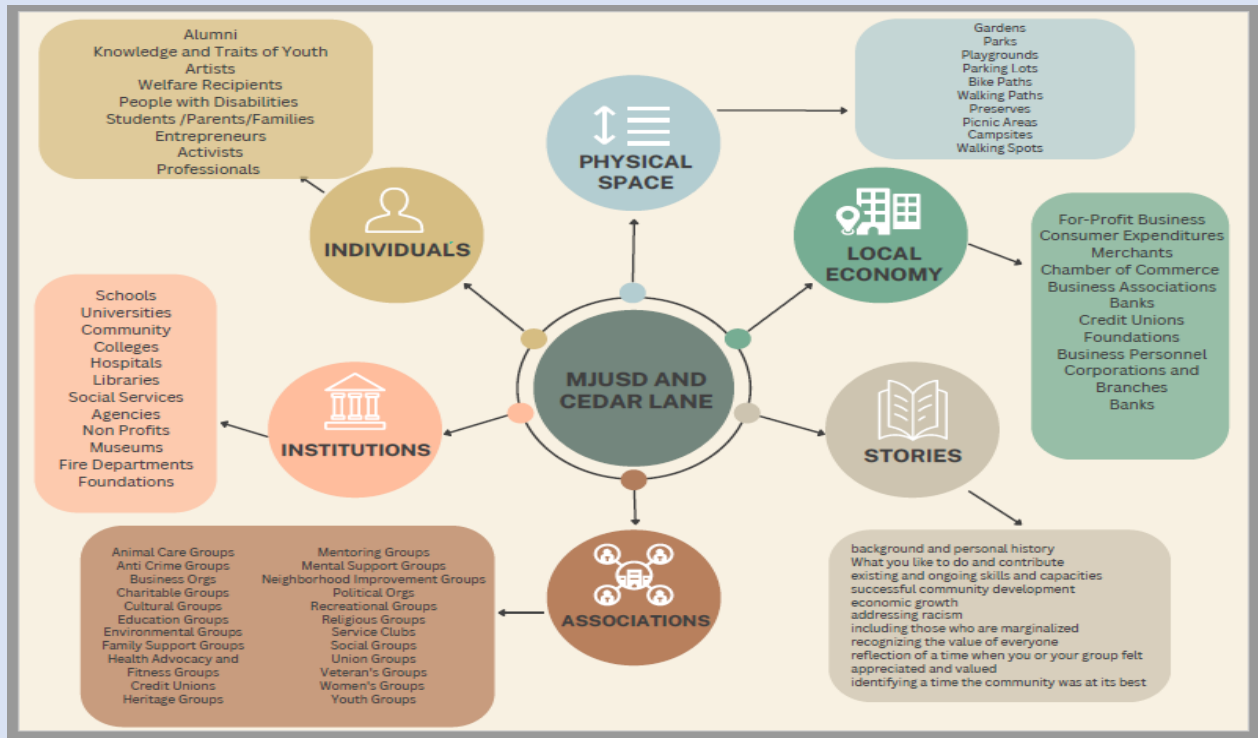 Alumni
Knowledge and Traits of Youth
Artists
Welfare Recipients
People with Disabilities
Students /Parents/Families
Entrepreneurs
Activists
Professionals
INDIVIDUALS
PHYSICAL
SPACE
Gardens
Parks
Playgrounds
Parking Lots
Bike Paths
Walking Paths
Preserves
Picnic Areas
Campsites
Walking Spots
LOCAL
ECONOMY
For-Profit Business
Consumer Expenditures
Merchants
Chamber of Commerce
Business Associations
Banks
Credit Unions
Foundations
Business Personnel
Corporations and
Branches
Banks
MJUSD AND
CEDAR LANE
Schools
Universities
Community
Colleges
Hospitals
Libraries
Social Services
Agencies
Non Profits
Museums
Fire Departments
Foundations
INSTITUTIONS
STORIES
background and personal history
What you like to do and contribute
existing and ongoing skills and capacities
successful community development
economic growth
addressing racism
including those who are marginalized
recognizing the value of everyone
reflection of a time when you or your group felt
appreciated and valued
identifying a time the community was at its best
ASSOCIATIONS
Animal Care Groups
Anti Crime Groups
Business Orgs
Charitable Groups
Cultural Groups
Education Groups
Environmental Groups
Family Support Groups
Health Advocacy and
Fitness Groups
Credit Unions
Heritage Groups
Mentoring Groups
Mental Support Groups
Neighborhood Improvement Groups
Political Orgs
Recreational Groups
Religious Groups
Service Clubs
Social Groups
Union Groups
Veteran's Groups
Women's Groups
Youth Groups